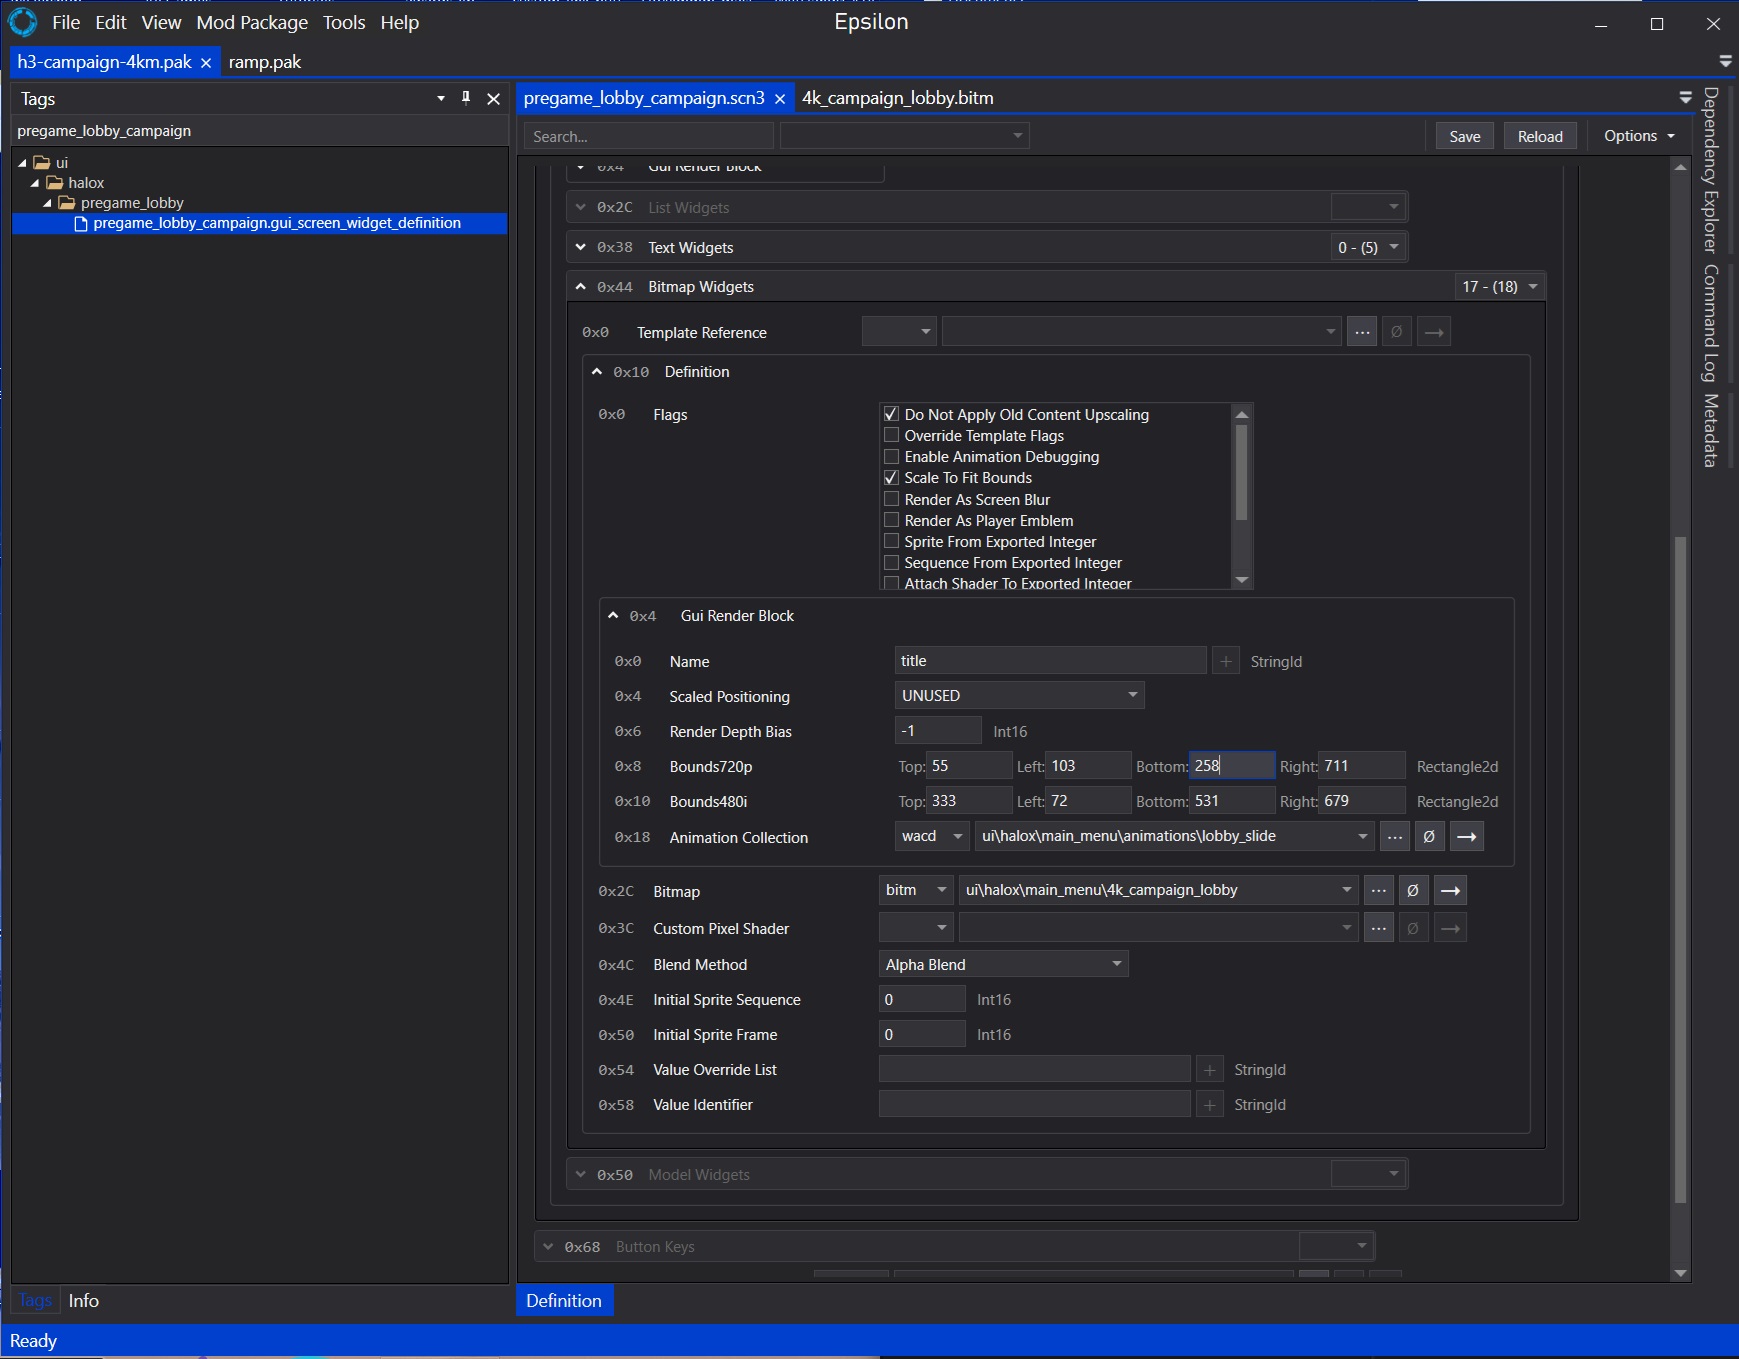 File Edit View Mod Package Tools Help Epsilon
h3-campaign-4km.pak ramp.pak
Tags
pregame_lobby_campaign
ui
halox
pregame_lobby
pregame_lobby_campaign.gui_screen_widget_definition
pregame_lobby_campaign.scn3 4k_campaign_lobby.bitm
Search... Save Reload Options
0x4 Gui Render Block
0x2C List Widgets
0x38 Text Widgets 0 - (5)
0x44 Bitmap Widgets 17 - (18)
0x0 Template Reference ... Ø →
0x10 Definition
0x0 Flags
Do Not Apply Old Content Upscaling
Override Template Flags
Enable Animation Debugging
Scale To Fit Bounds
Render As Screen Blur
Render As Player Emblem
Sprite From Exported Integer
Sequence From Exported Integer
Attach Shader To Exported Integer
0x4 Gui Render Block
0x0 Name title + StringId
0x4 Scaled Positioning UNUSED
0x6 Render Depth Bias -1 Int16
0x8 Bounds720p Top: 55 Left: 103 Bottom: 258 Right: 711 Rectangle2d
0x10 Bounds480i Top: 333 Left: 72 Bottom: 531 Right: 679 Rectangle2d
0x18 Animation Collection wacd ui\halox\main_menu\animations\lobby_slide ... Ø →
0x2C Bitmap bitm ui\halox\main_menu\4k_campaign_lobby ... Ø →
0x3C Custom Pixel Shader ... Ø →
0x4C Blend Method Alpha Blend
0x4E Initial Sprite Sequence 0 Int16
0x50 Initial Sprite Frame 0 Int16
0x54 Value Override List + StringId
0x58 Value Identifier + StringId
0x50 Model Widgets
0x68 Button Keys
Dependency Explorer
Command Log
Metadata
Tags Info
Definition
Ready